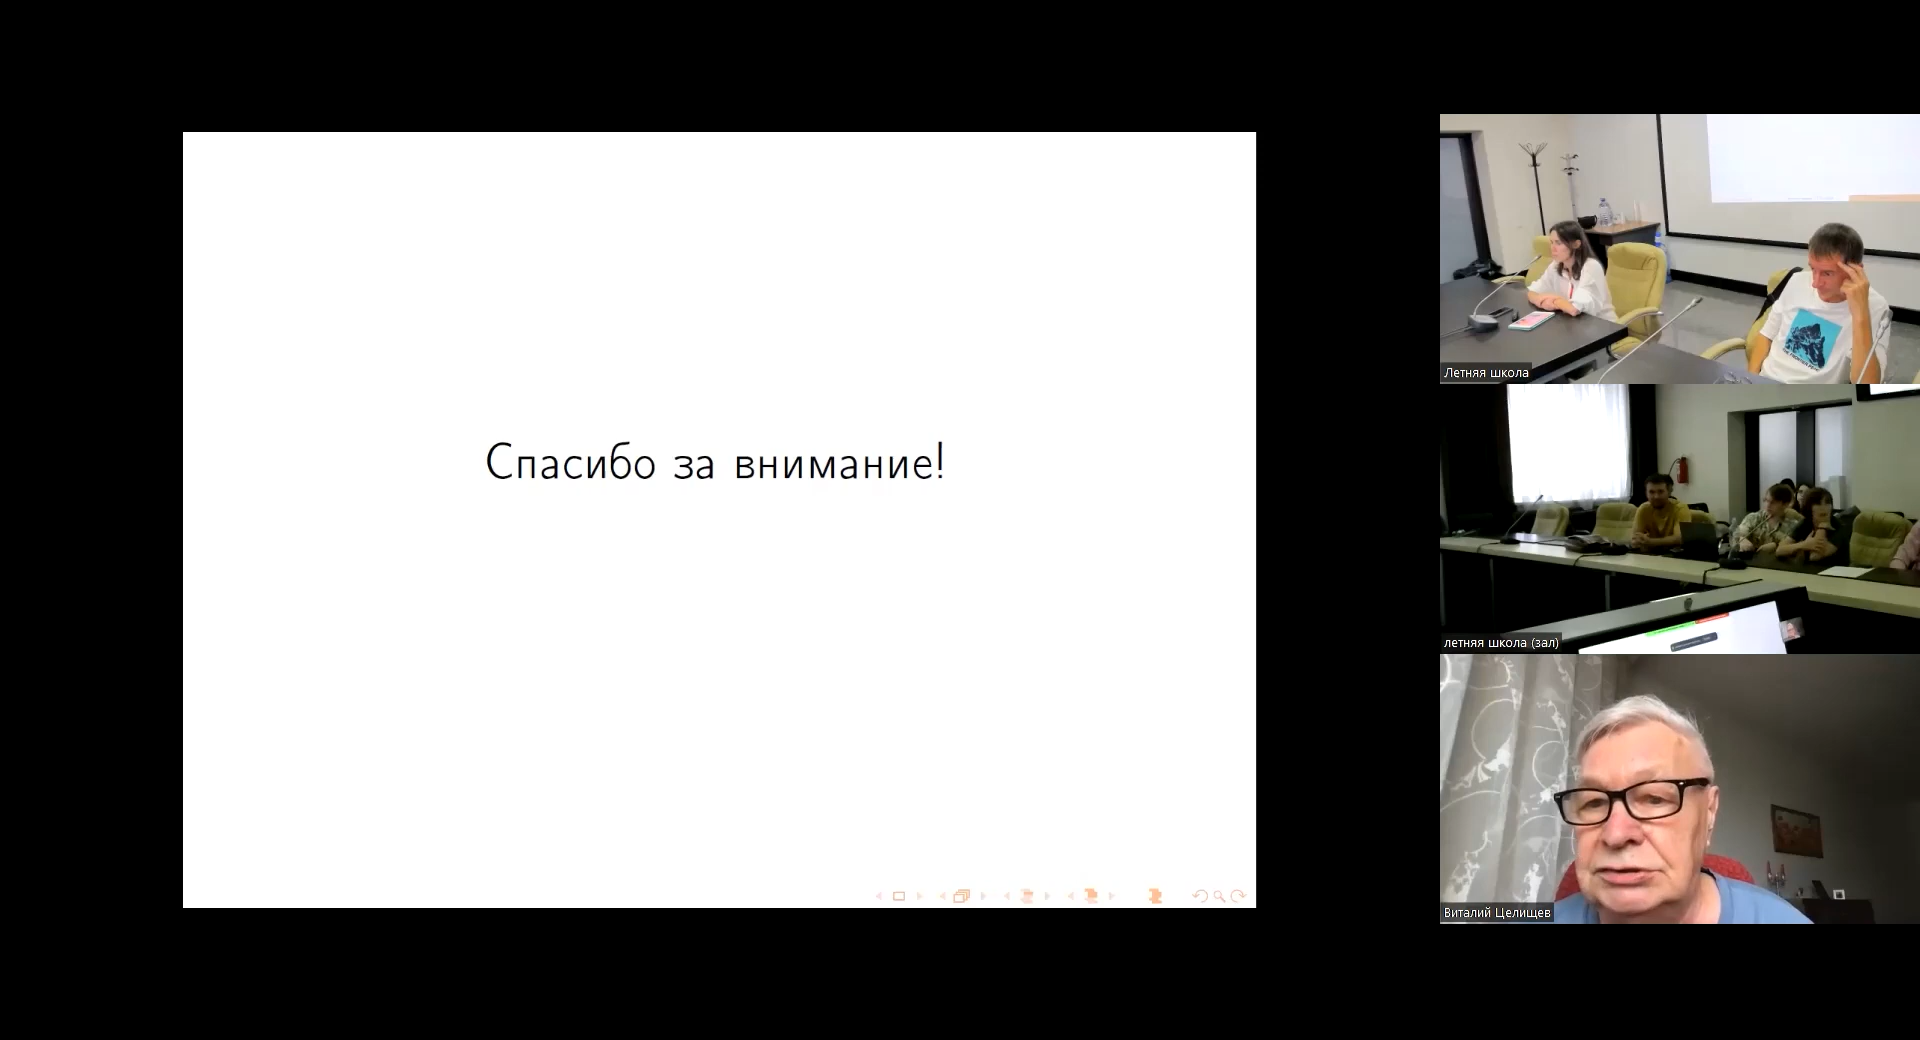 Спасибо за внимание!
Летняя школа
летняя школа (зал)
Виталий Целищев